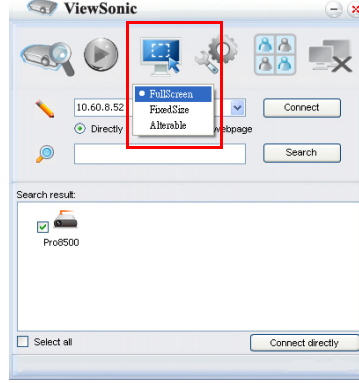 ViewSonic
FullScreen
10.60.8.52
Connect
FixedSize
Directly
webpage
Alterable
Search
Search result:
Pro8500
Select all
Connect directly